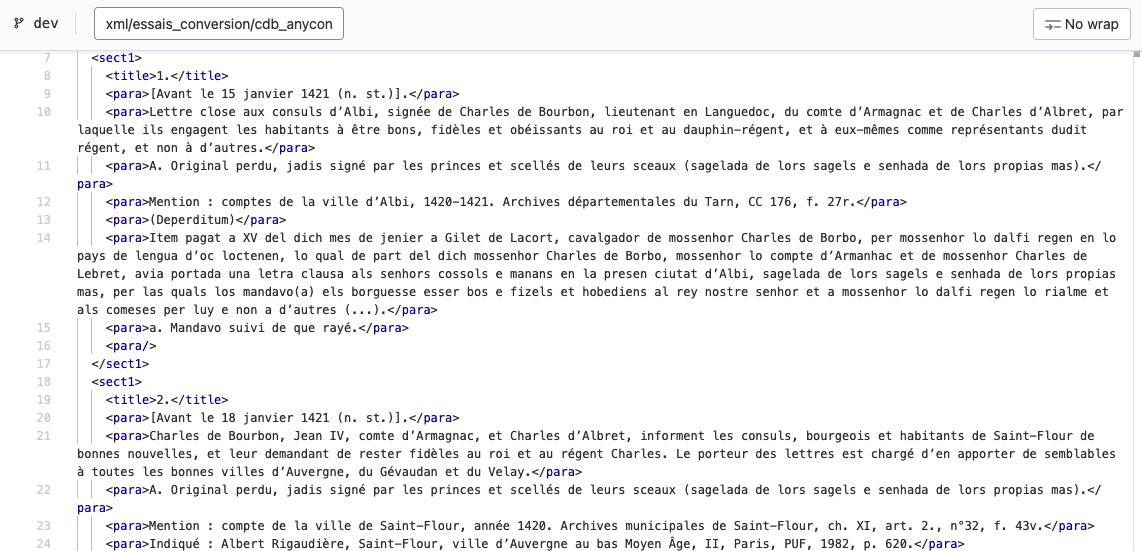 dev
xml/essais_conversion/cdb_anycon
No wrap
7 <sect1>
8 <title>1.</title>
9 <para>[Avant le 15 janvier 1421 (n. st.)].</para>
10 <para>Lettre close aux consuls d’Albi, signée de Charles de Bourbon, lieutenant en Languedoc, du comte d’Armagnac et de Charles d’Albret, par
laquelle ils engagent les habitants à être bons, fidèles et obéissants au roi et au dauphin-régent, et à eux-mêmes comme représentants dudit
régent, et non à d’autres.</para>
11 <para>A. Original perdu, jadis signé par les princes et scellés de leurs sceaux (sagelada de lors sagels e senhada de lors propias mas).</
para>
12 <para>Mention : comptes de la ville d’Albi, 1420-1421. Archives départementales du Tarn, CC 176, f. 27r.</para>
13 <para>(Deperditum)</para>
14 <para>Item pagat a XV del dich mes de jenier a Gilet de Lacort, cavalgador de mossenhor Charles de Borbo, per mossenhor lo dalfi regen en lo
pays de lengua d’oc loctenen, lo qual de part del dich mossenhor Charles de Borbo, mossenhor lo compte d’Armanhac et de mossenhor Charles de
Lebret, avia portada una letra clausa als senhors cossols e manans en la presen ciutat d’Albi, sagelada de lors sagels e senhada de lors propias
mas, per las quals los mandavo(a) els borguesse esser bos e fizels et hobediens al rey nostre senhor et a mossenhor lo dalfi regen lo rialme et
als comeses per luy e non a d’autres (...).</para>
15 <para>a. Mandavo suivi de que rayé.</para>
16 <para/>
17 </sect1>
18 <sect1>
19 <title>2.</title>
20 <para>[Avant le 18 janvier 1421 (n. st.)].</para>
21 <para>Charles de Bourbon, Jean IV, comte d’Armagnac, et Charles d’Albret, informent les consuls, bourgeois et habitants de Saint-Flour de
bonnes nouvelles, et leur demandant de rester fidèles au roi et au régent Charles. Le porteur des lettres est chargé d’en apporter de semblables
à toutes les bonnes villes d’Auvergne, du Gévaudan et du Velay.</para>
22 <para>A. Original perdu, jadis signé par les princes et scellés de leurs sceaux (sagelada de lors sagels e senhada de lors propias mas).</
para>
23 <para>Mention : compte de la ville de Saint-Flour, année 1420. Archives municipales de Saint-Flour, ch. XI, art. 2., n°32, f. 43v.</para>
24 <para>Indiqué : Albert Rigaudière, Saint-Flour, ville d’Auvergne au bas Moyen Âge, II, Paris, PUF, 1982, p. 620.</para>